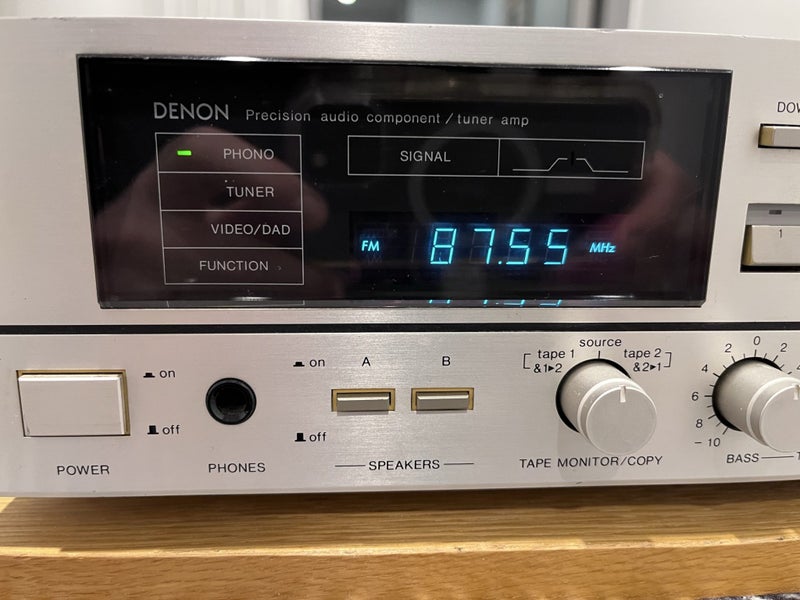 DENON Precision audio component / tuner amp
PHONO
TUNER
VIDEO/DAD
FUNCTION
SIGNAL
FM 87.55 MHz
1
on
off
POWER
PHONES
on
off
A B
SPEAKERS
source
tape 1 tape 2
&1▸2 &2▸1
TAPE MONITOR/COPY
2 0 2
4
6
8
- 10
BASS